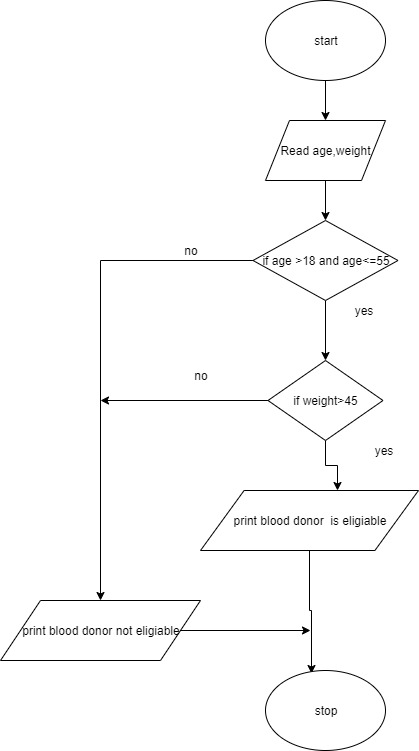 start
Read age,weight
if age >18 and age<=55
no
yes
no
if weight>45
yes
print blood donor  is eligiable
print blood donor not eligiable
stop